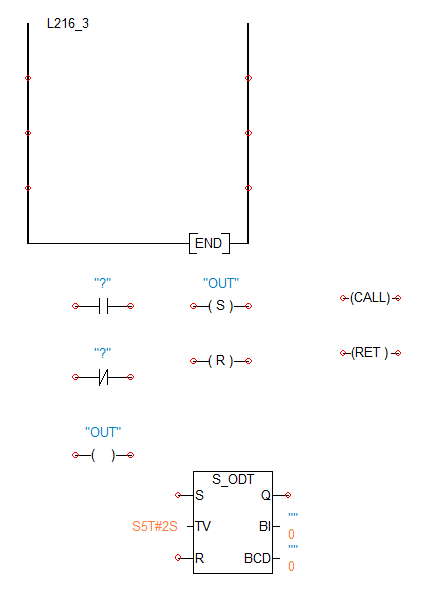 L216_3
END
"?" "OUT"
( S ) (CALL)
( R ) (RET )
"?"
"OUT"
( )
S_ODT
S Q
S5T#2S TV BI ""
0
R BCD ""
0